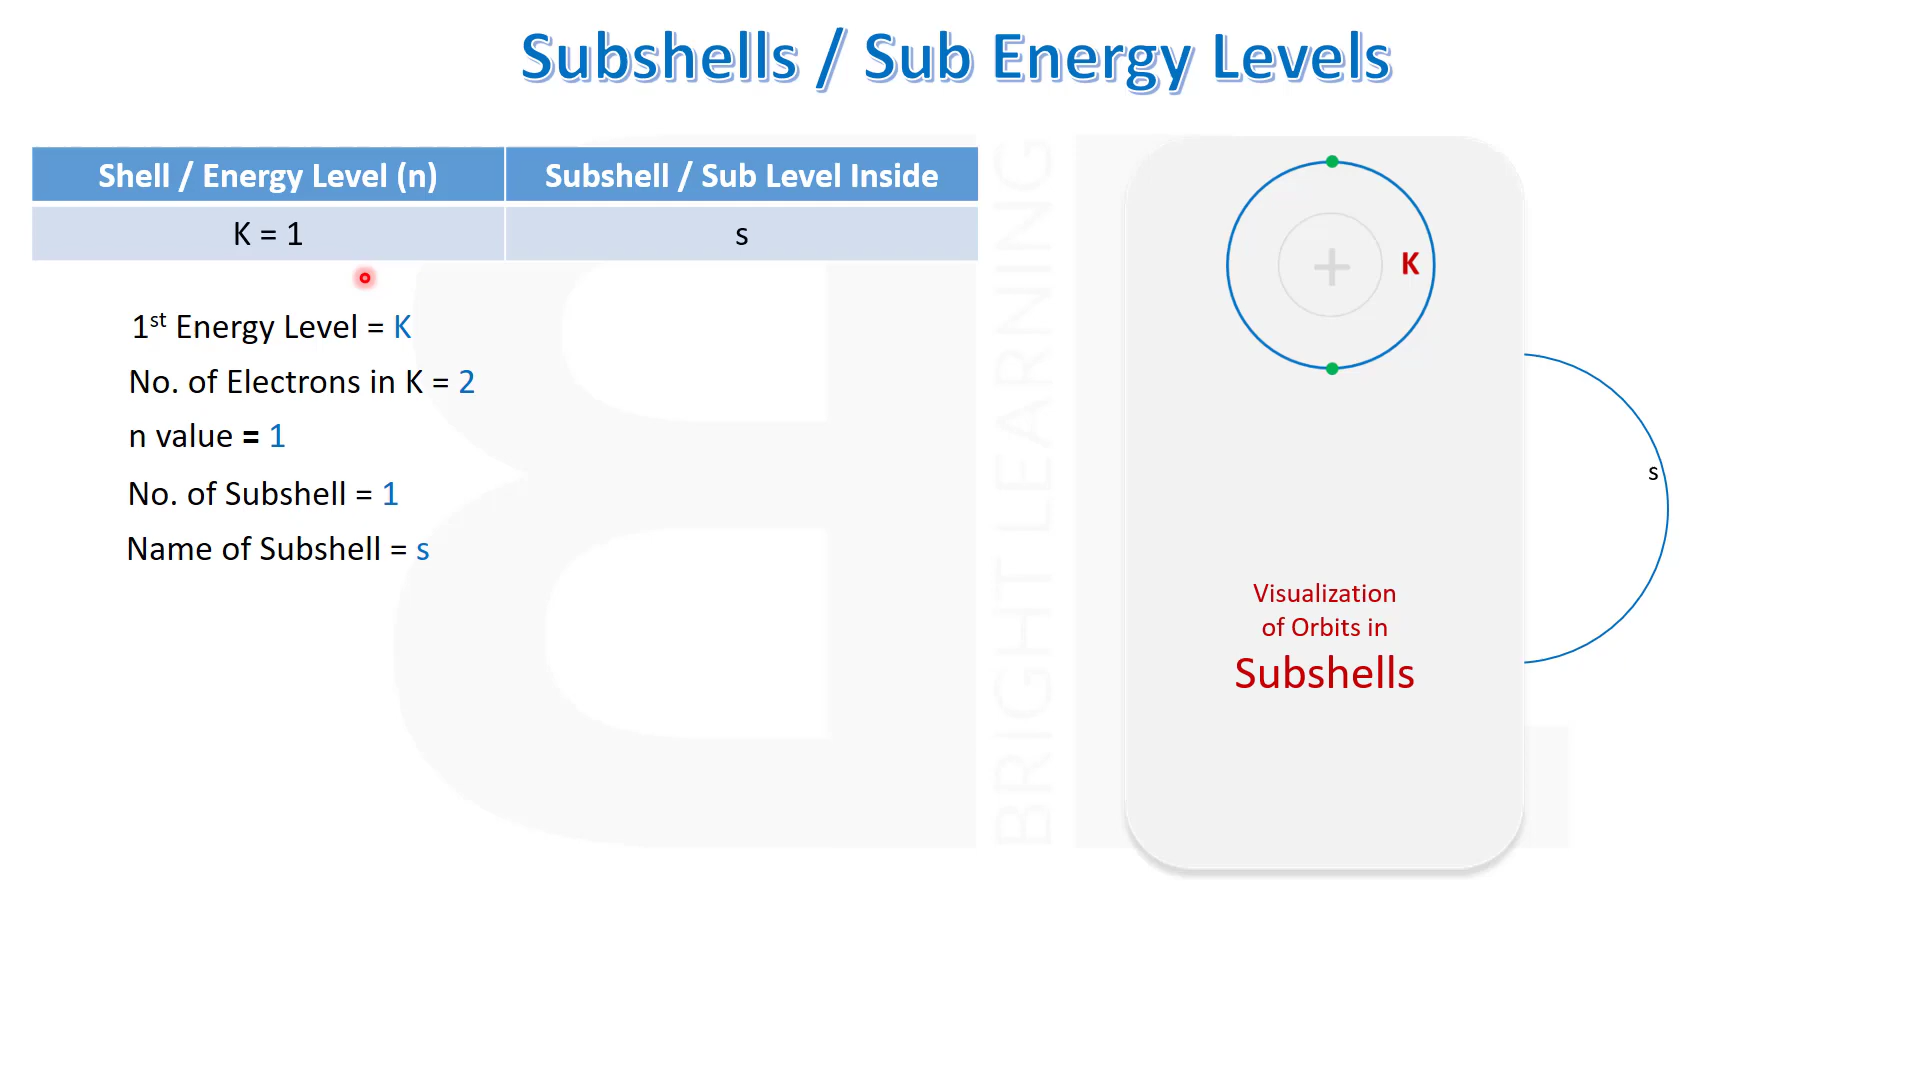 Subshells / Sub Energy Levels
Shell / Energy Level (n) Subshell / Sub Level Inside
K = 1 s
1st Energy Level = K
No. of Electrons in K = 2
n value = 1
No. of Subshell = 1
Name of Subshell = s
BRIGHT LEARNING
+
K
s
Visualization
of Orbits in
Subshells